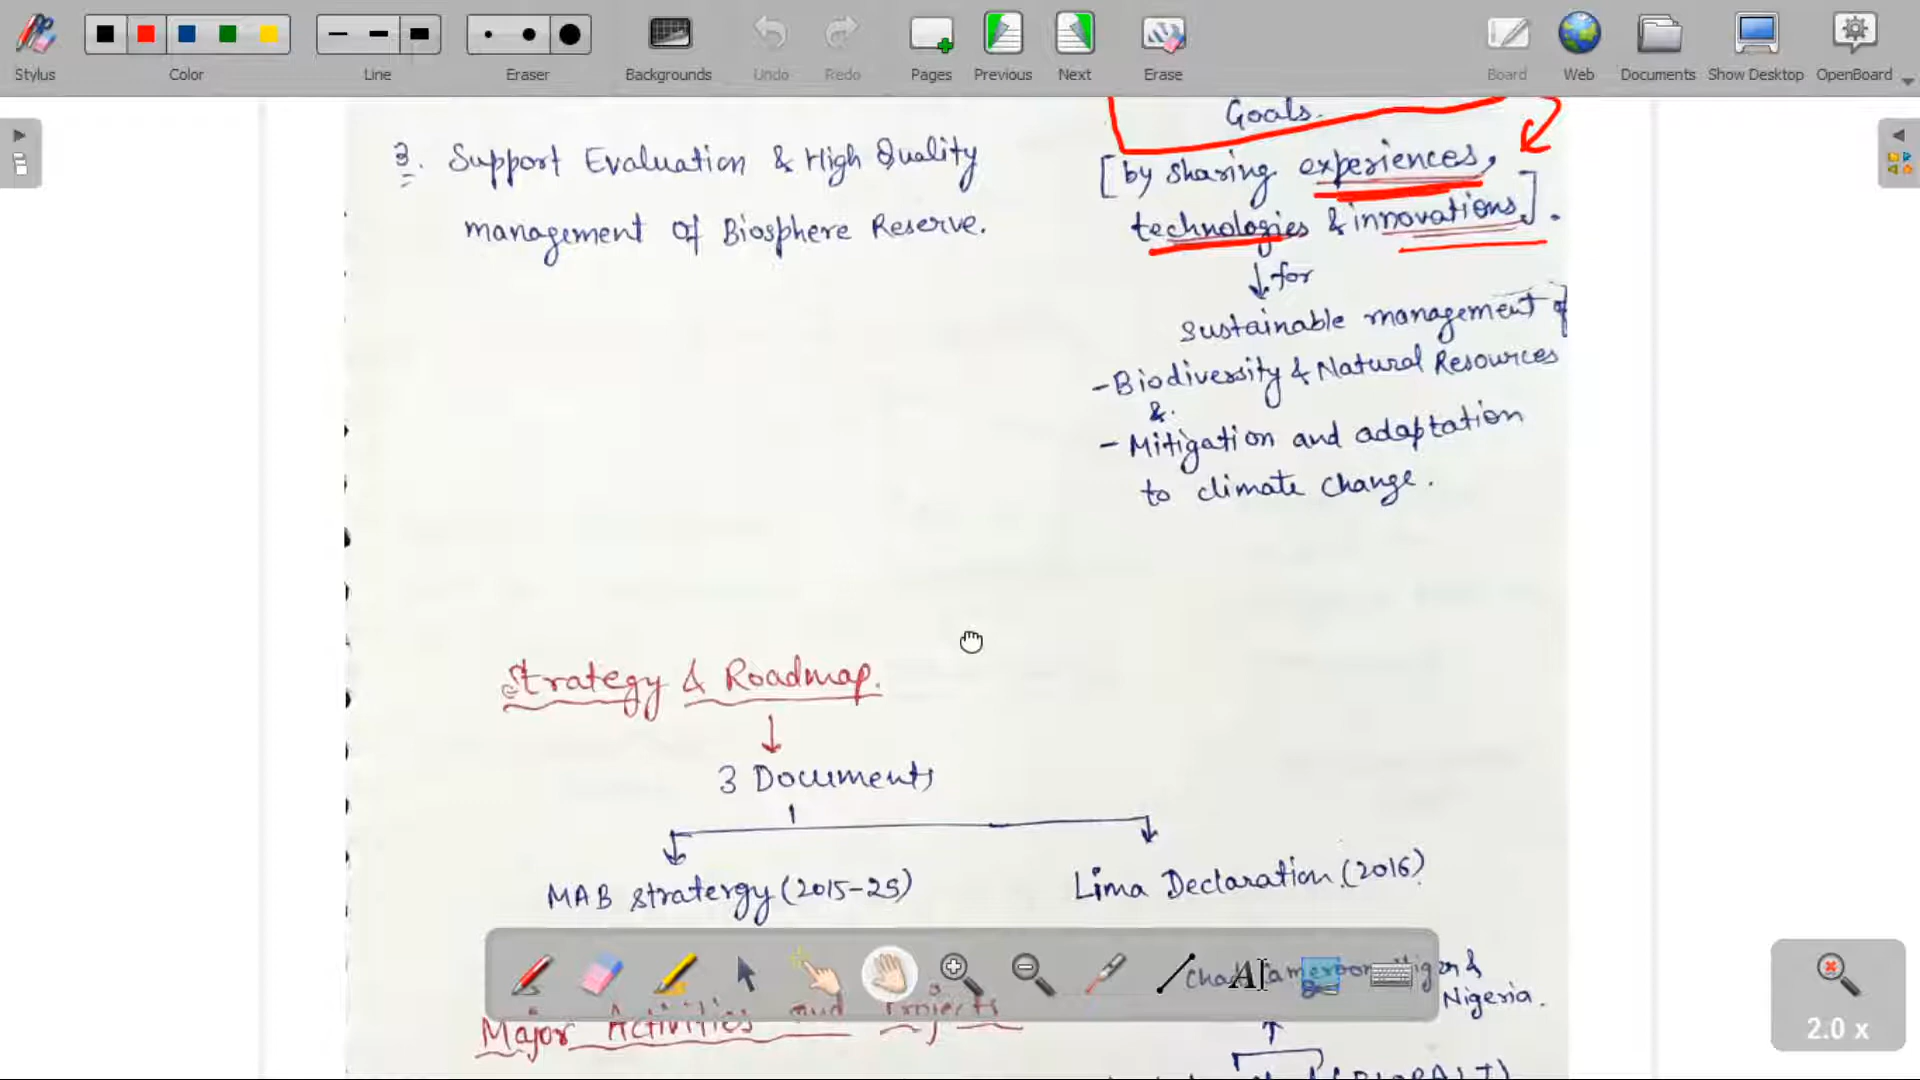 Stylus
Color
Line
Eraser
Backgrounds
Undo
Redo
Pages
Previous
Next
Erase
Board
Web
Documents
Show Desktop
OpenBoard
Goals.
3. Support Evaluation & High Quality
management of Biosphere Reserve.
[by sharing experiences,
technologies & innovations].
↓ for
sustainable management of
- Biodiversity & Natural Resources
&
- Mitigation and adaptation
to climate change.
Strategy & Roadmap.
↓
3 Documents
MAB stratergy (2015-25)
Lima Declaration (2016)
Nigeria.
Major Activities and Projects
2.0 x